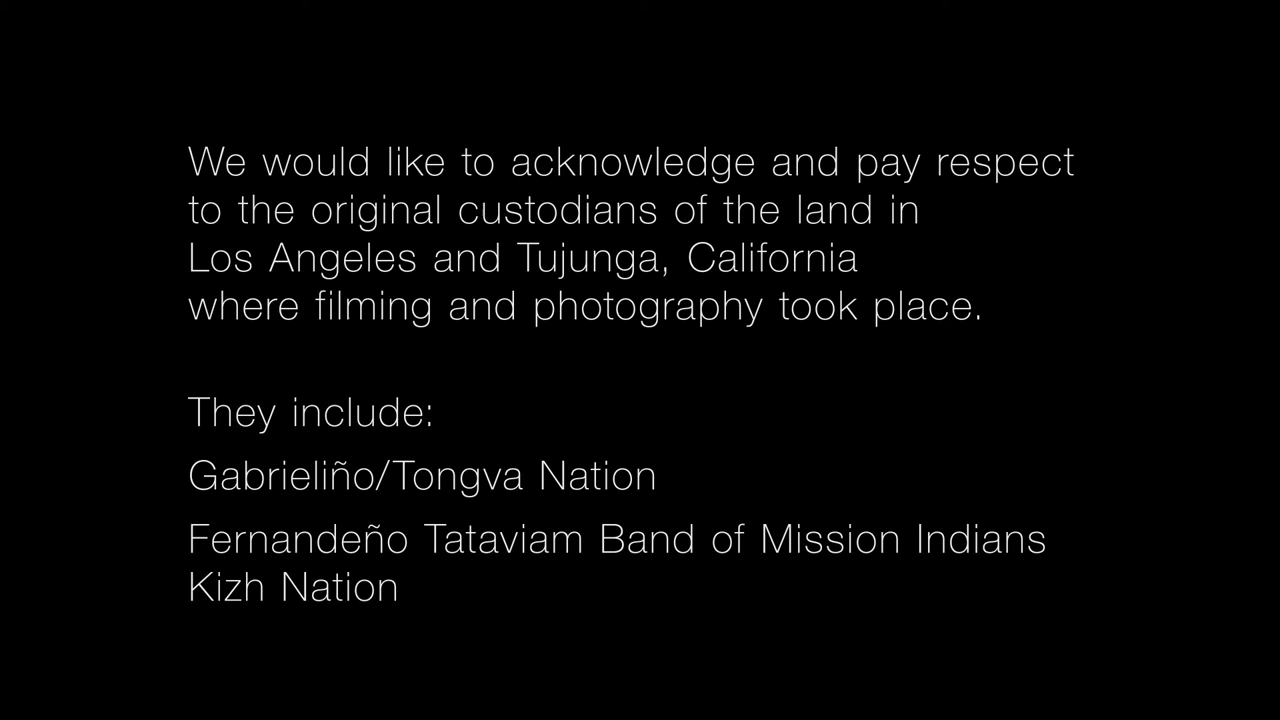 We would like to acknowledge and pay respect
to the original custodians of the land in
Los Angeles and Tujunga, California
where filming and photography took place.
They include:
Gabrieliño/Tongva Nation
Fernandeño Tataviam Band of Mission Indians
Kizh Nation